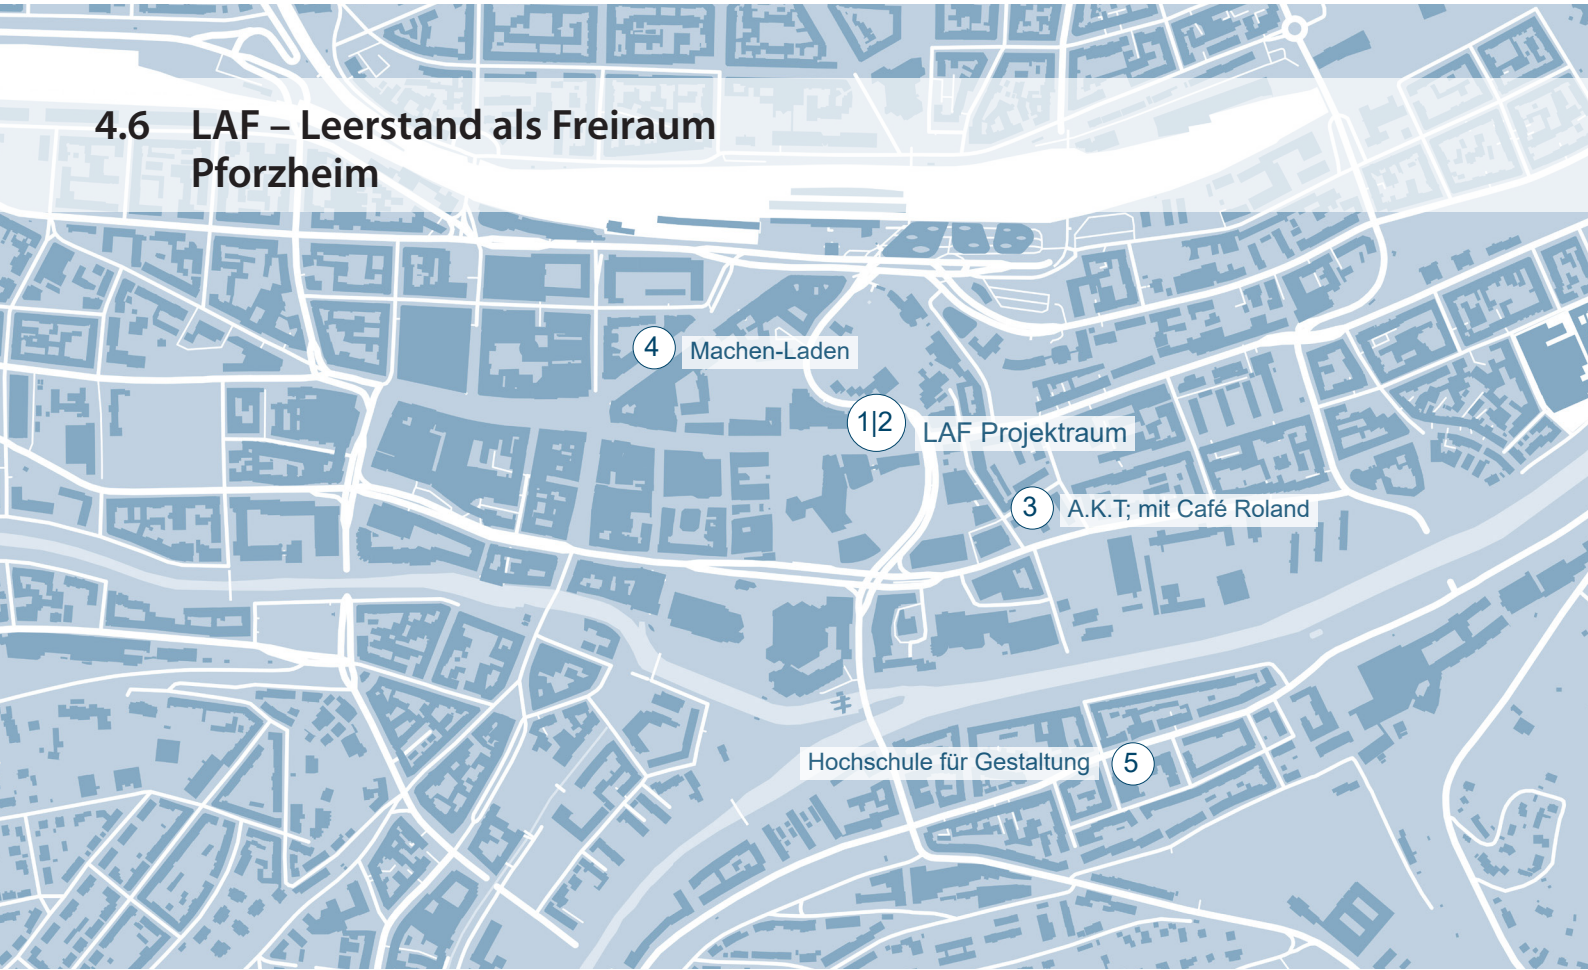 4.6 LAF – Leerstand als Freiraum
Pforzheim
4 Machen-Laden
1|2 LAF Projektraum
3 A.K.T; mit Café Roland
Hochschule für Gestaltung 5